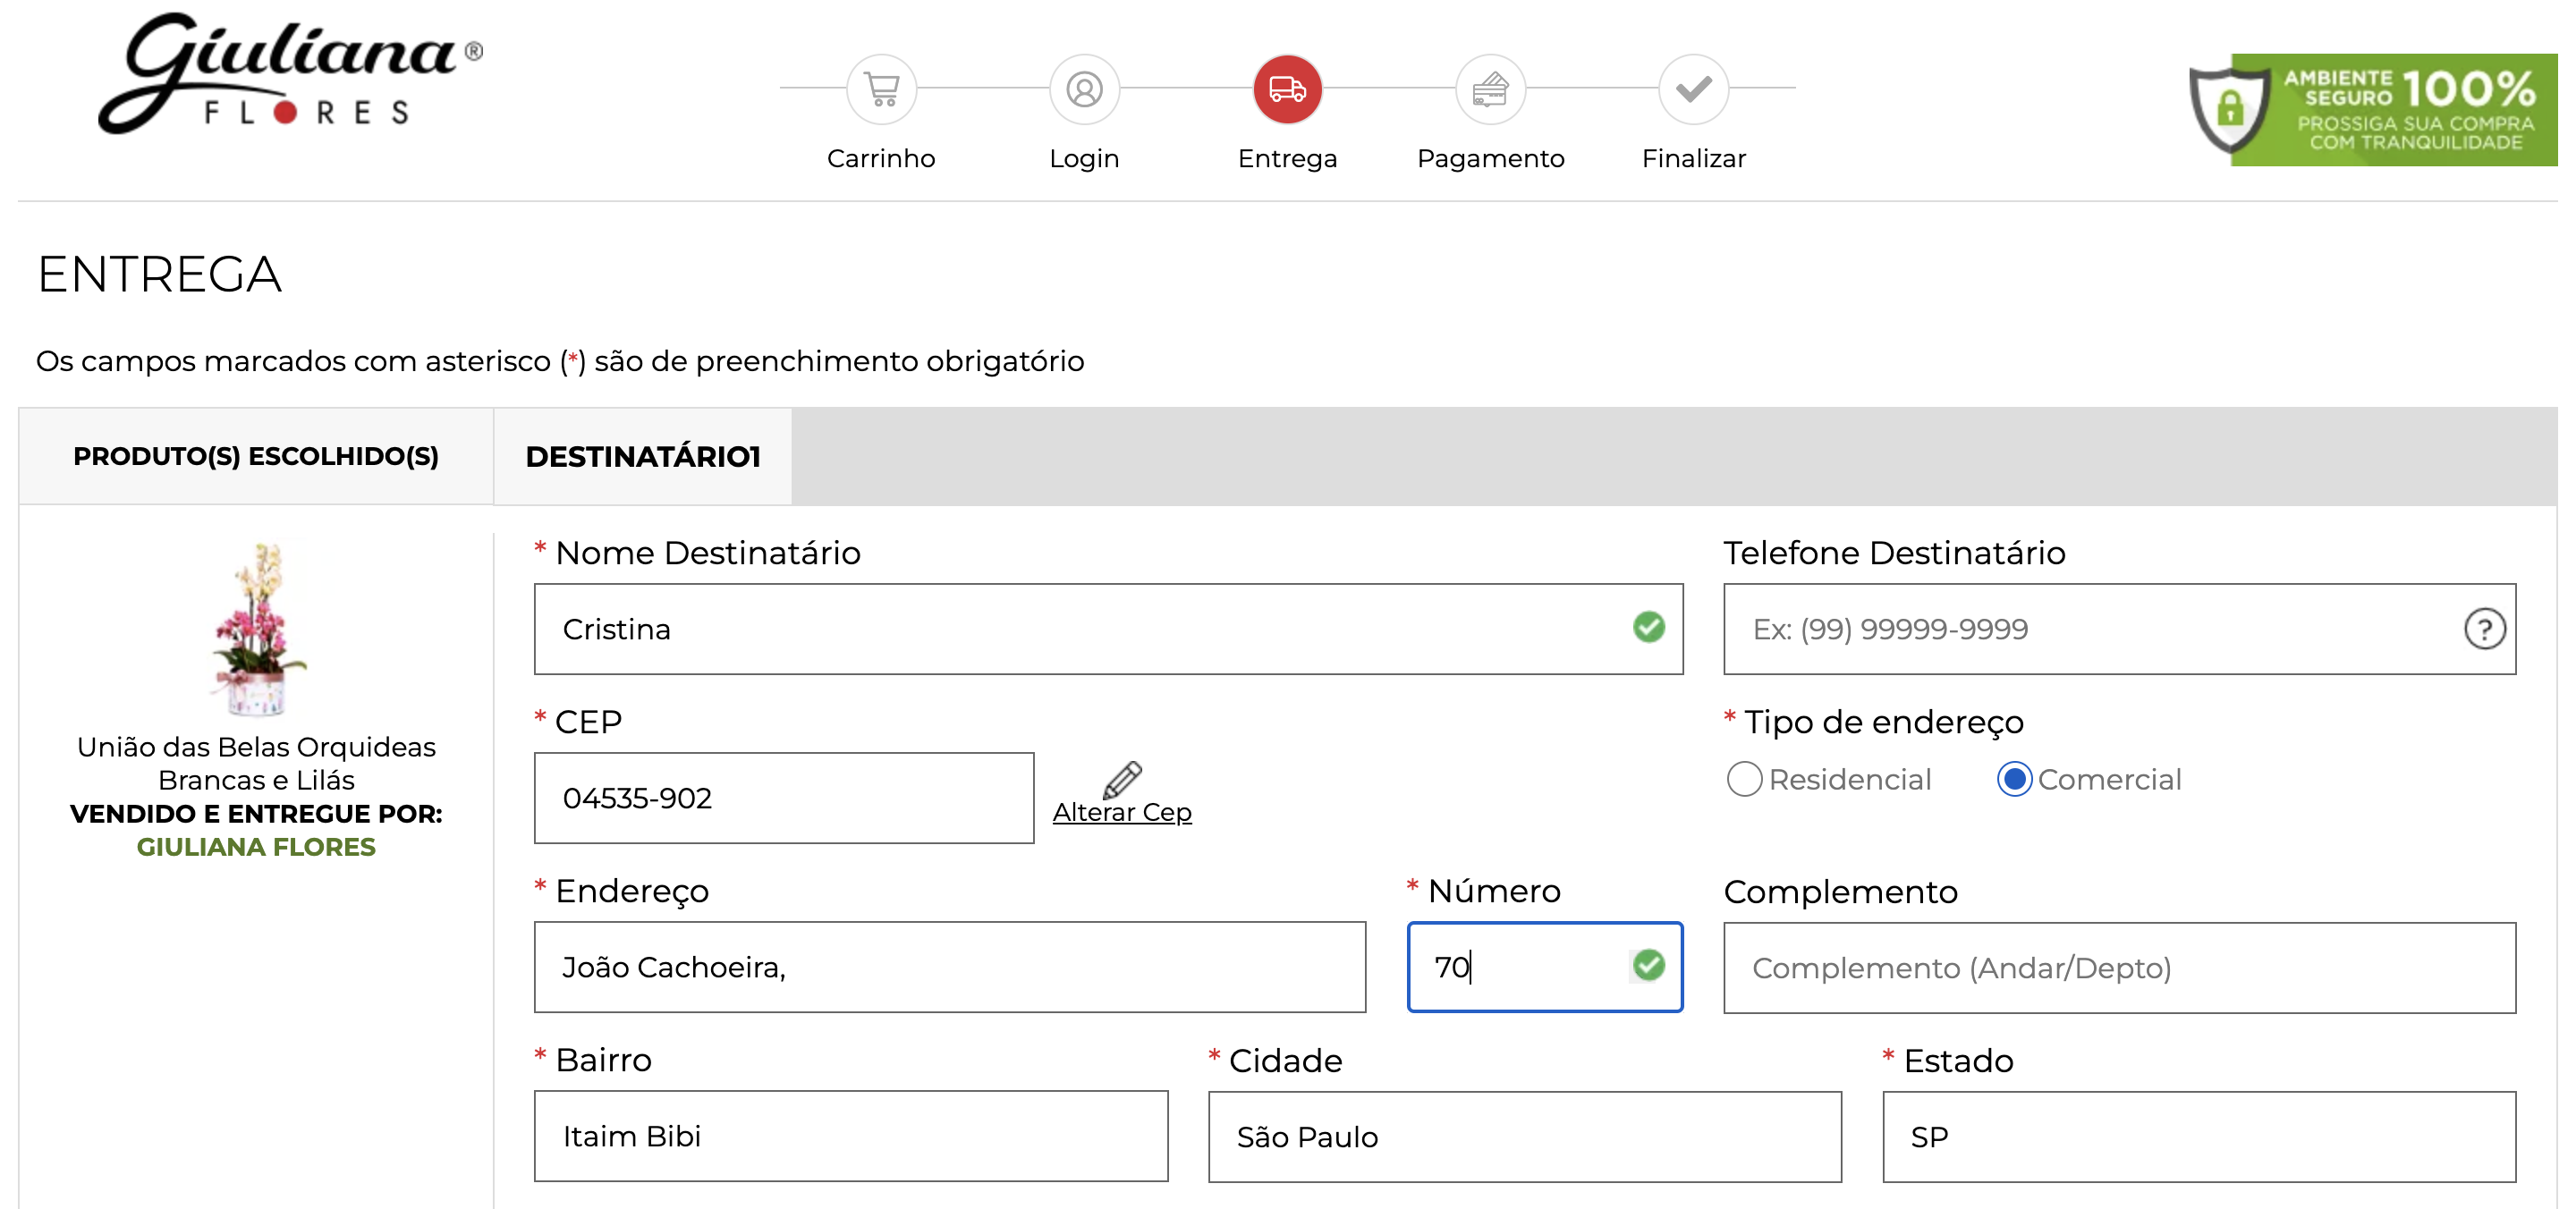 Giuliana®
FLORES
Carrinho
Login
Entrega
Pagamento
Finalizar
AMBIENTE
SEGURO 100%
PROSSIGA SUA COMPRA
COM TRANQUILIDADE
ENTREGA
Os campos marcados com asterisco (*) são de preenchimento obrigatório
PRODUTO(S) ESCOLHIDO(S)
DESTINATÁRIO1
União das Belas Orquideas
Brancas e Lilás
VENDIDO E ENTREGUE POR:
GIULIANA FLORES
* Nome Destinatário
Cristina
Telefone Destinatário
Ex: (99) 99999-9999
?
* CEP
04535-902
Alterar Cep
* Tipo de endereço
Residencial
Comercial
* Endereço
João Cachoeira,
* Número
70
Complemento
Complemento (Andar/Depto)
* Bairro
Itaim Bibi
* Cidade
São Paulo
* Estado
SP